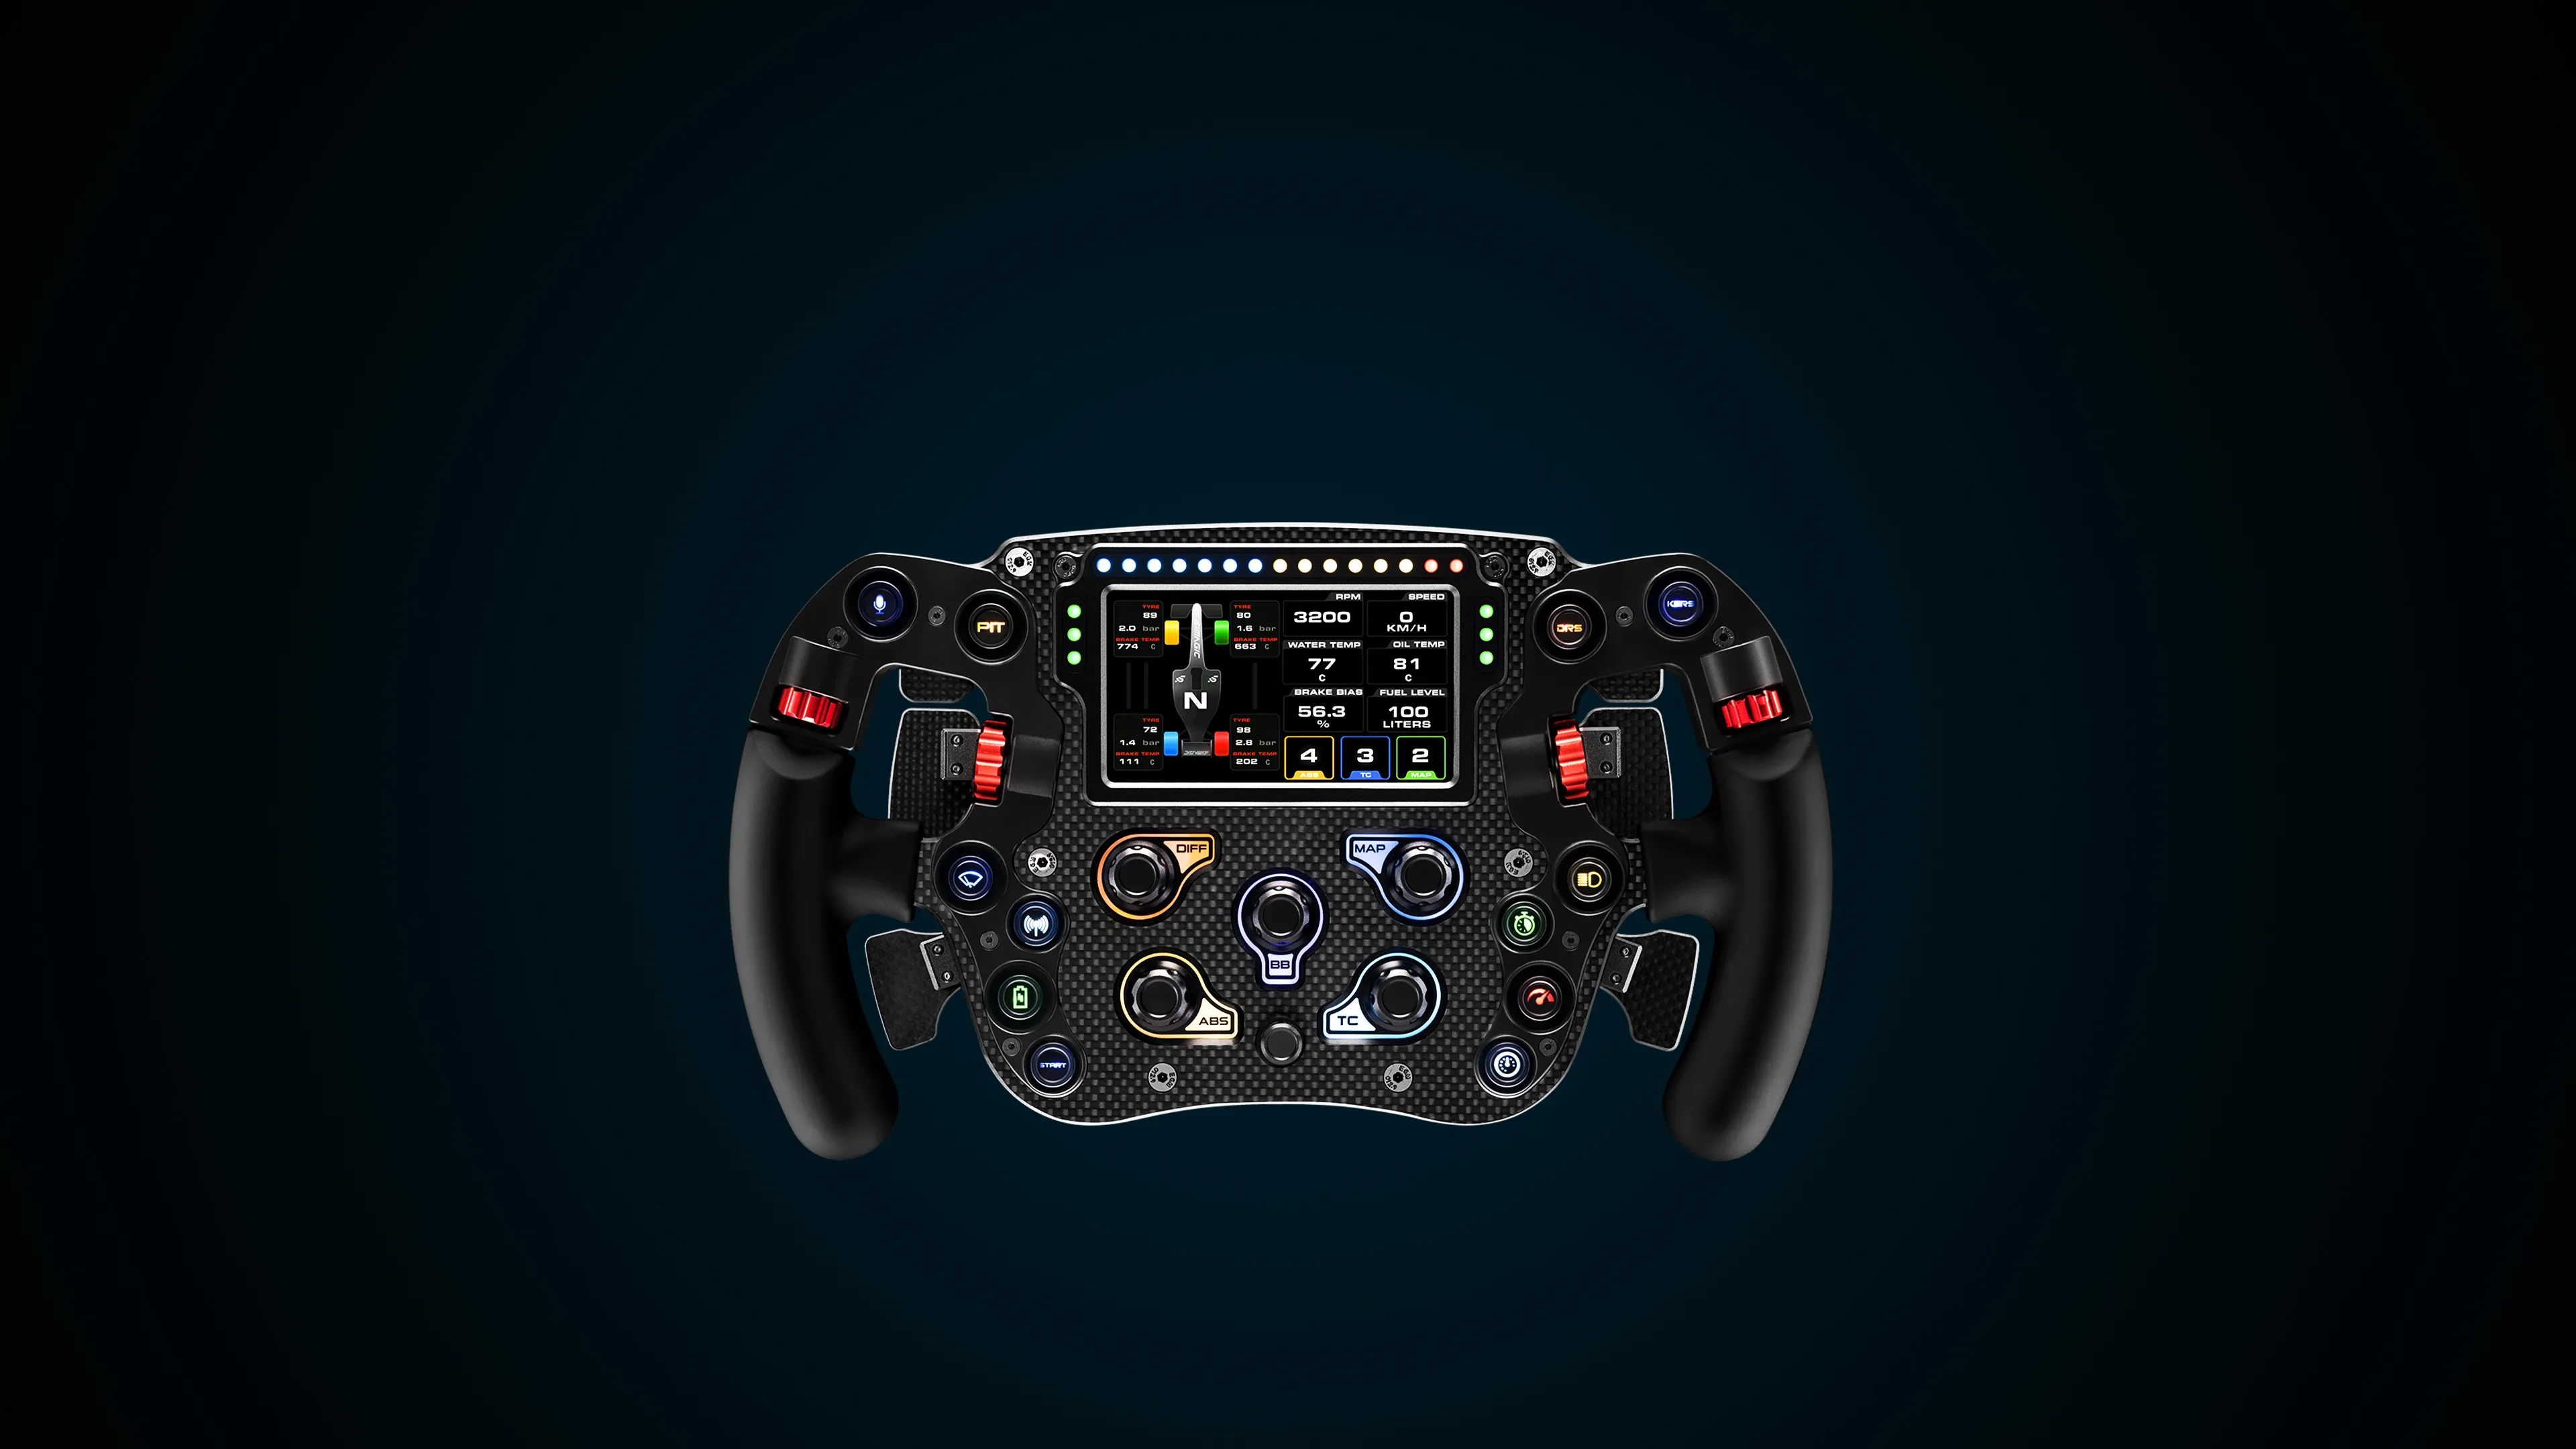 PIT
DRS
KERS
TYRE
89
2.0 bar
BRAKE TEMP
774 C
TYRE
80
1.6 bar
BRAKE TEMP
663 C
RPM
3200
SPEED
0
KM/H
WATER TEMP
77
C
OIL TEMP
81
C
N
BRAKE BIAS
56.3
%
FUEL LEVEL
100
LITERS
TYRE
72
1.4 bar
BRAKE TEMP
111 C
TYRE
98
2.8 bar
BRAKE TEMP
202 C
4
ABS
3
TC
2
MAP
DIFF
MAP
BB
ABS
TC
START